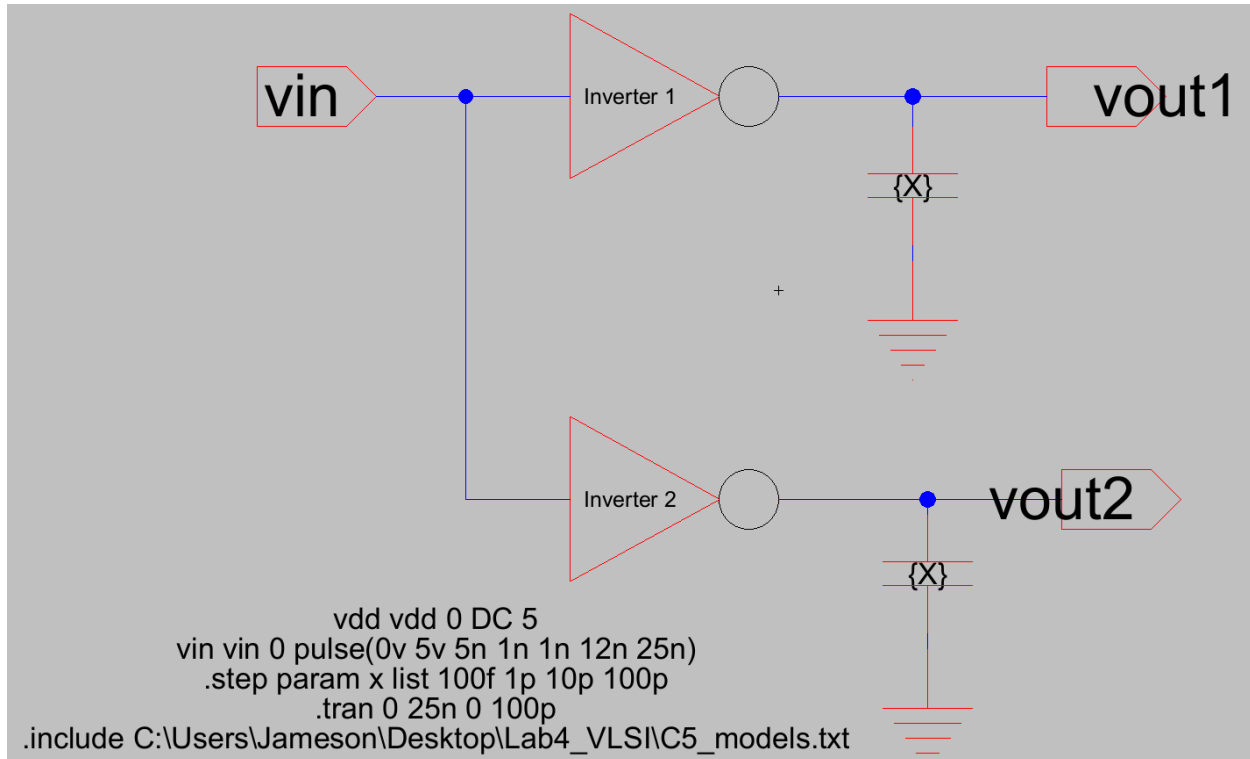 vin
Inverter 1
vout1
{X}
Inverter 2
vout2
{X}
vdd vdd 0 DC 5
vin vin 0 pulse(0v 5v 5n 1n 1n 12n 25n)
.step param x list 100f 1p 10p 100p
.tran 0 25n 0 100p
.include C:\Users\Jameson\Desktop\Lab4_VLSI\C5_models.txt